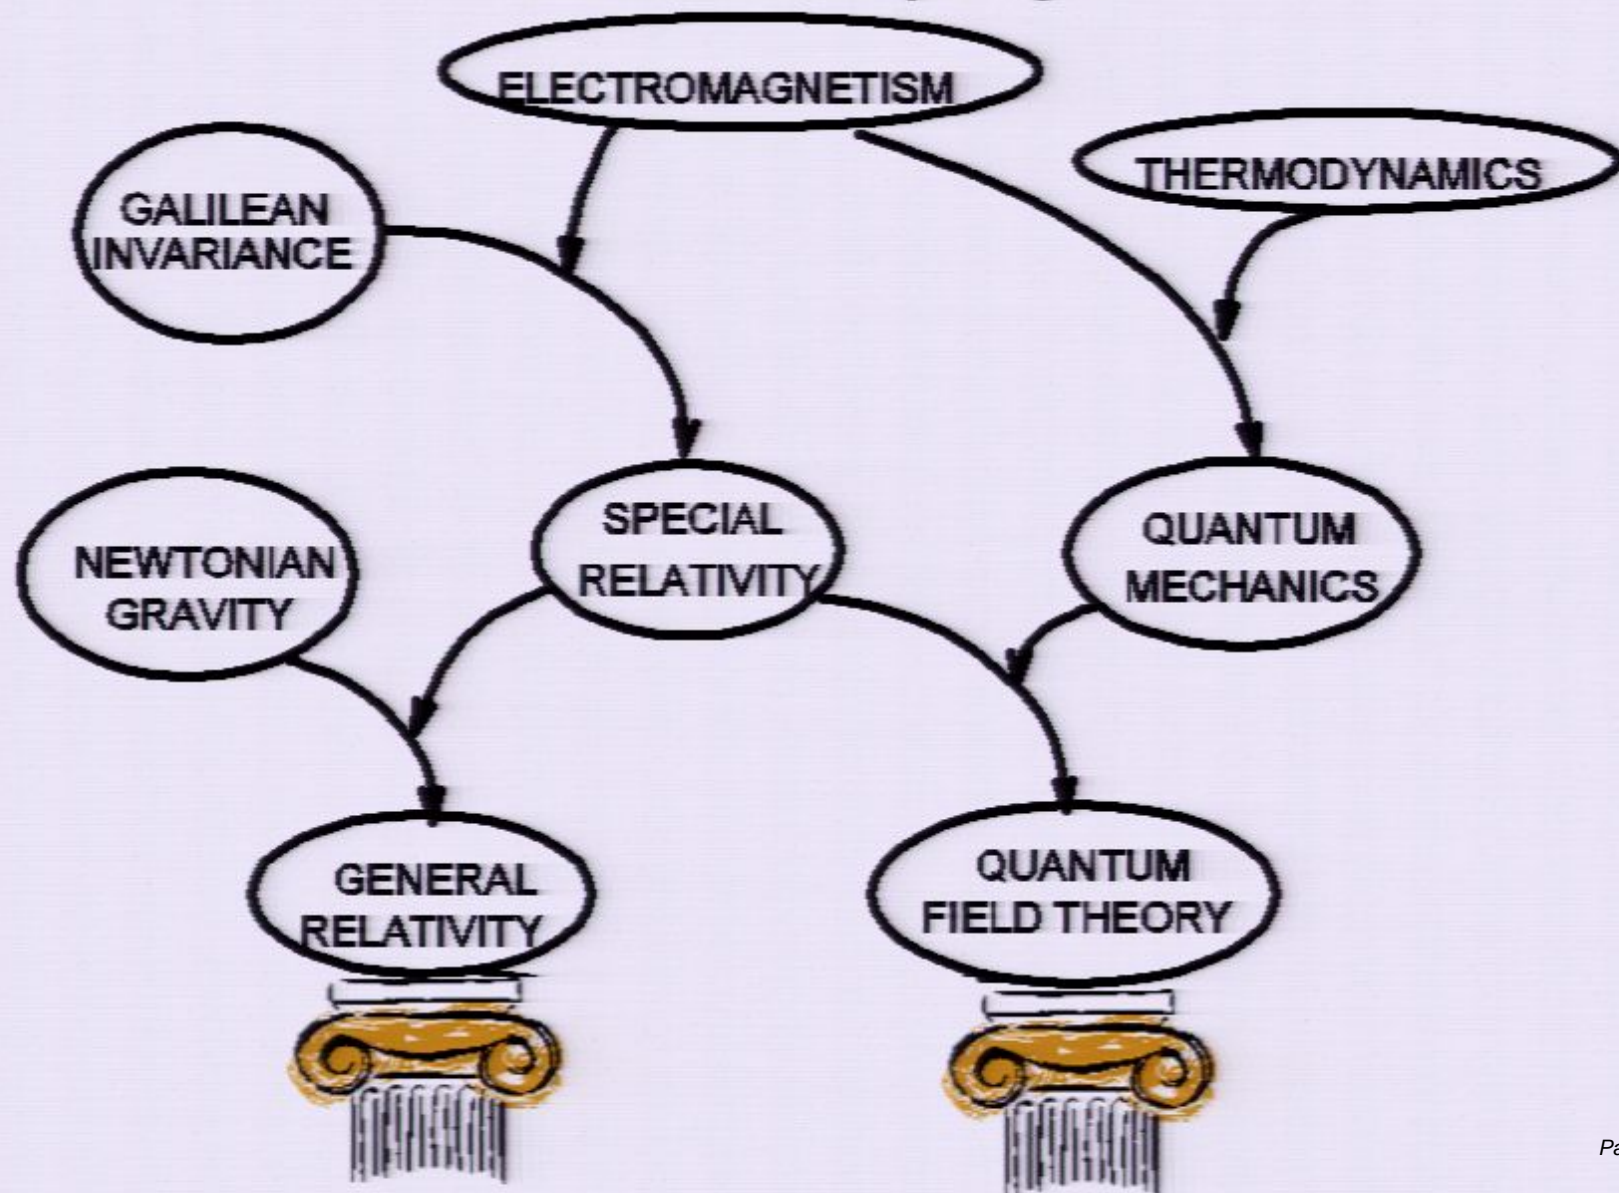 ELECTROMAGNETISM
THERMODYNAMICS
GALILEAN
INVARIANCE
SPECIAL
RELATIVITY
QUANTUM
MECHANICS
NEWTONIAN
GRAVITY
GENERAL
RELATIVITY
QUANTUM
FIELD THEORY